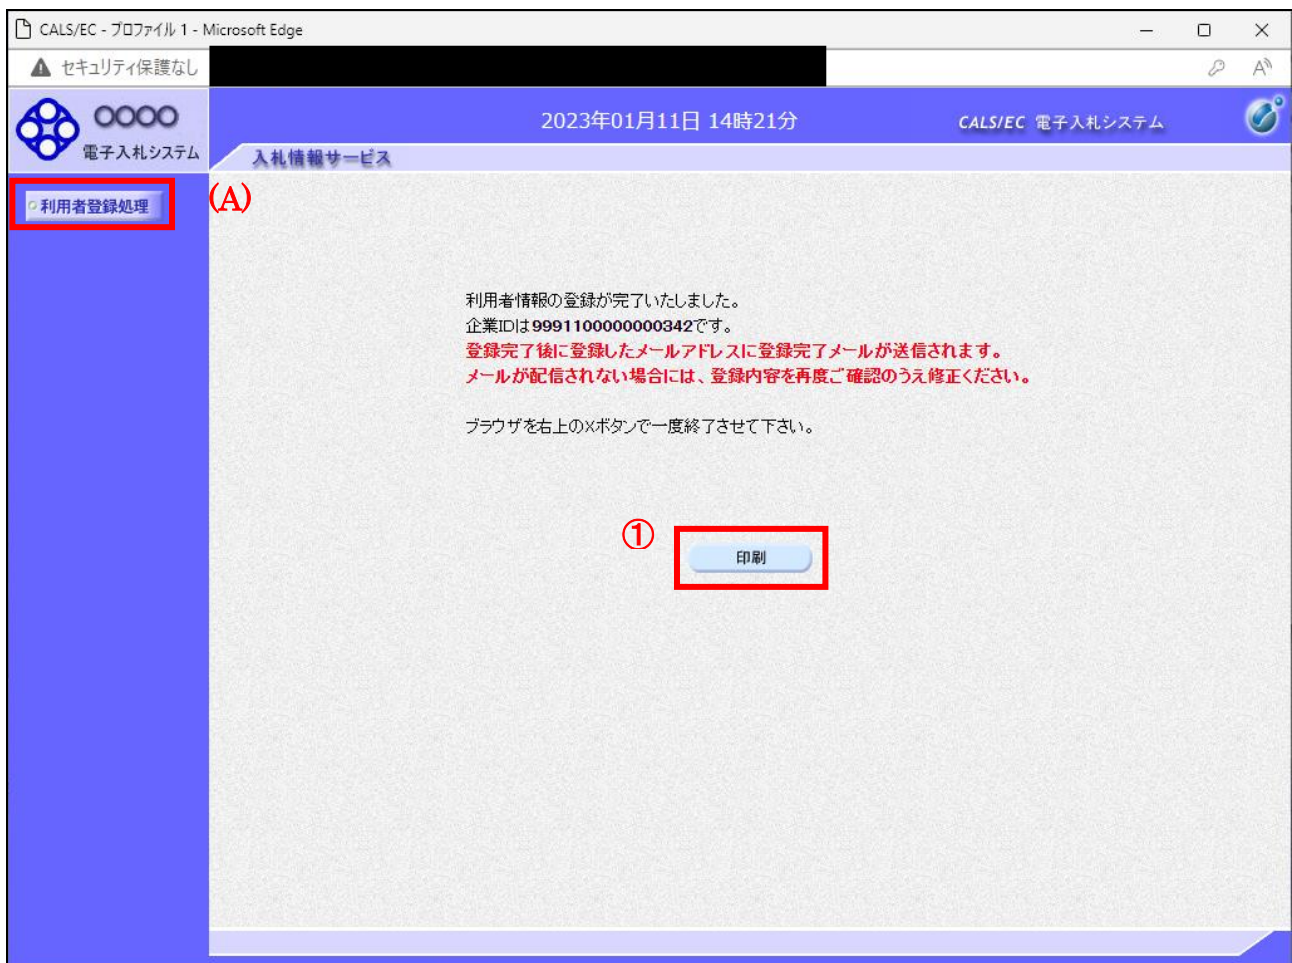 CALS/EC - プロファイル 1 - Microsoft Edge
セキュリティ保護なし
OOOO
電子入札システム
2023年01月11日 14時21分
CALS/EC 電子入札システム
入札情報サービス
利用者登録処理
(A)
利用者情報の登録が完了いたしました。
企業IDは9991100000000342です。
登録完了後に登録したメールアドレスに登録完了メールが送信されます。
メールが配信されない場合には、登録内容を再度ご確認のうえ修正ください。
ブラウザを右上の×ボタンで一度終了させて下さい。
①
印刷